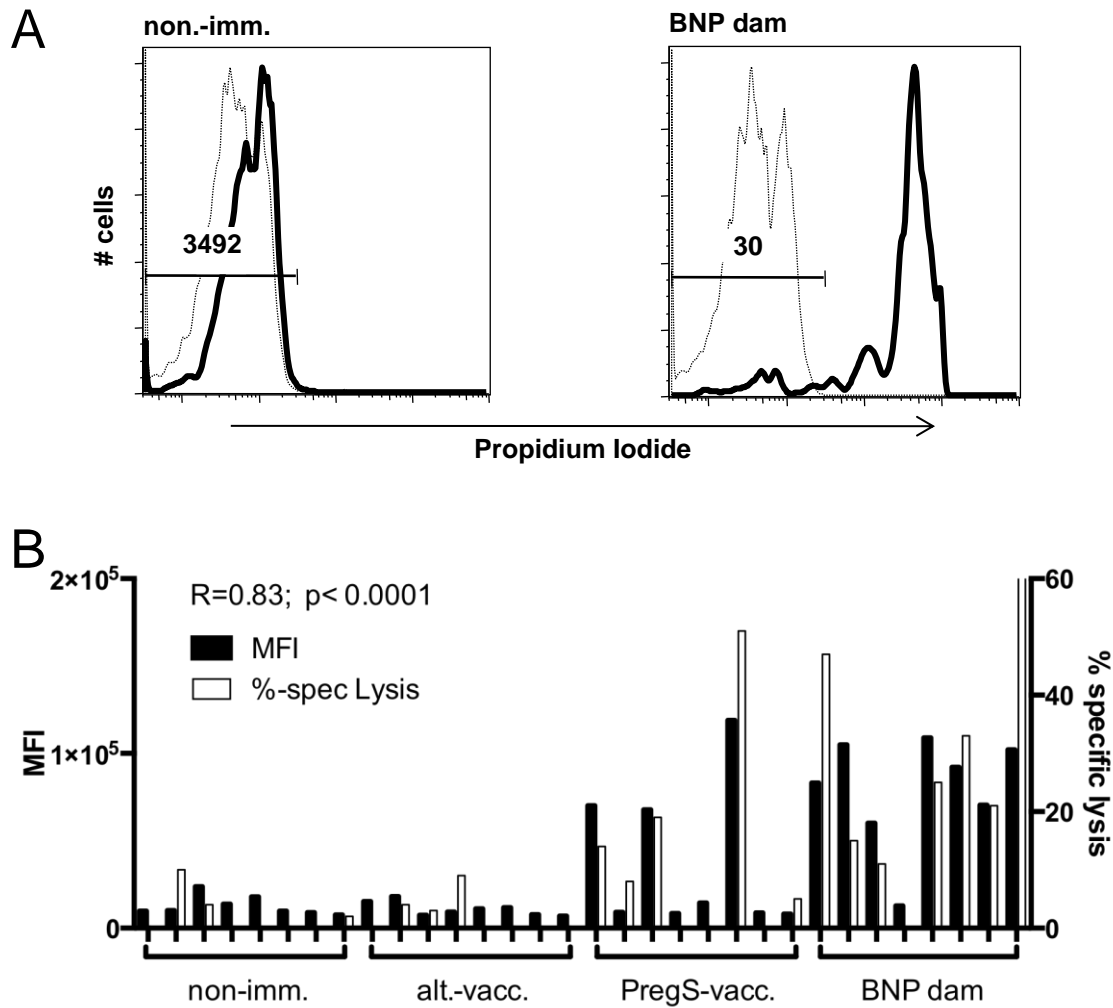 A
non.-imm.
BNP dam
# cells
3492
30
Propidium Iodide
B
2×10⁵
1×10⁵
0
MFI
R=0.83; p< 0.0001
MFI
%-spec Lysis
60
40
20
0
% specific lysis
non-imm.
alt.-vacc.
PregS-vacc.
BNP dam